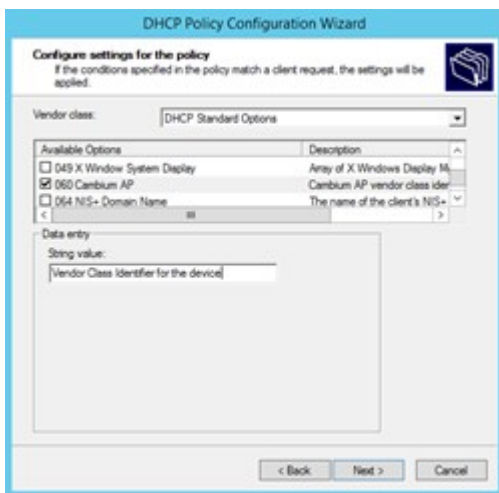 DHCP Policy Configuration Wizard
Configure settings for the policy
If the conditions specified in the policy match a client request, the settings will be
applied.
Vendor class:
DHCP Standard Options
Available Options
Description
049 X Window System Display
Array of X Windows Display M
060 Cambium AP
Cambium AP vendor class iden
064 NIS+ Domain Name
The name of the client's NIS+
Data entry
String value:
Vendor Class Identifier for the device
< Back
Next >
Cancel